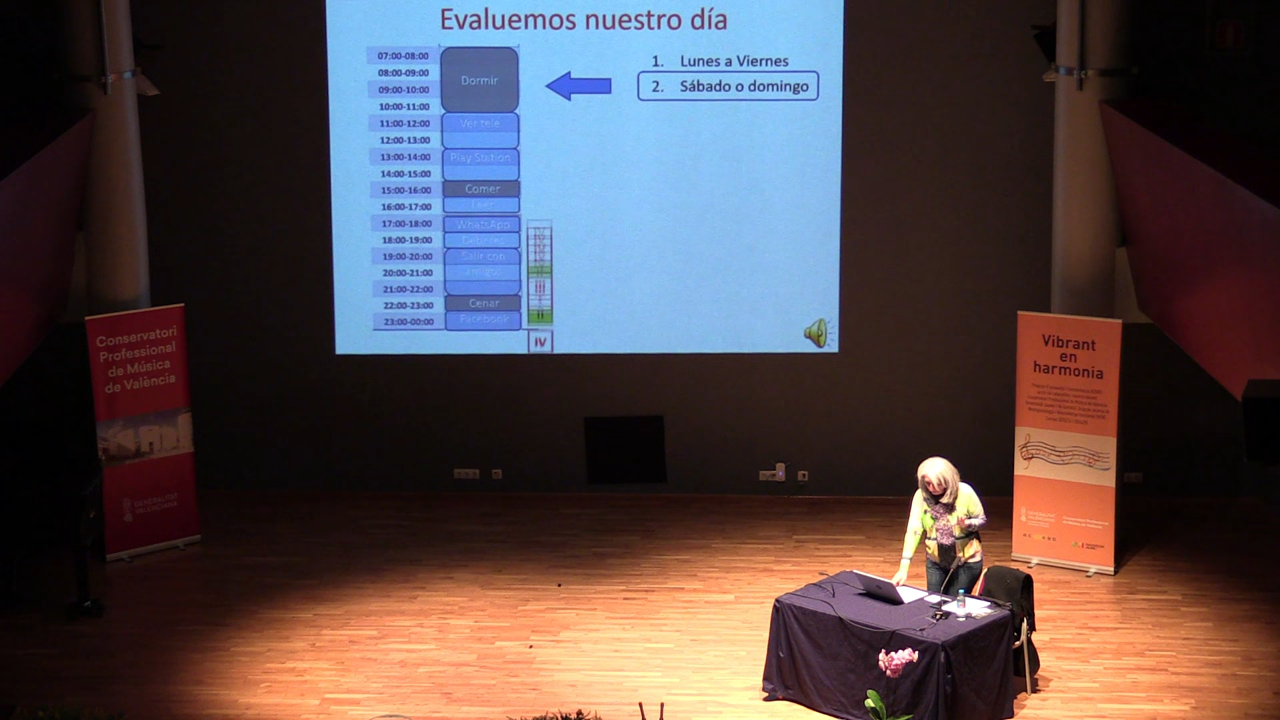 Evaluemos nuestro día
07:00-08:00
08:00-09:00
09:00-10:00
10:00-11:00
11:00-12:00
12:00-13:00
13:00-14:00
14:00-15:00
15:00-16:00
16:00-17:00
17:00-18:00
18:00-19:00
19:00-20:00
20:00-21:00
21:00-22:00
22:00-23:00
23:00-00:00
Dormir
Ver tele
Play Station
Comer
Leer
WhatsApp
Deberes
Salir con
amigos
Cenar
Facebook
IV
1. Lunes a Viernes
2. Sábado o domingo
Conservatori
Professional
de Música
de València
GENERALITAT
VALENCIANA
Vibrant
en
harmonia